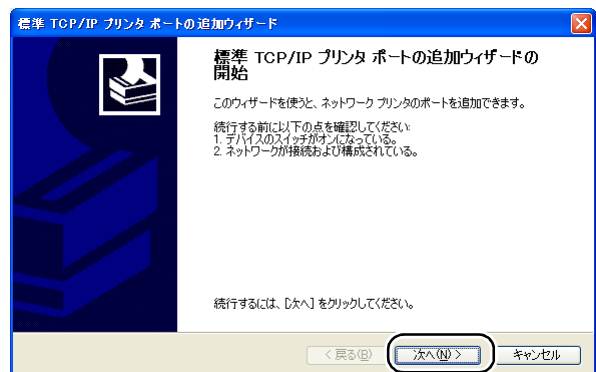 標準 TCP/IP プリンタ ポートの追加ウィザード
標準 TCP/IP プリンタ ポートの追加ウィザードの
開始
このウィザードを使うと、ネットワーク プリンタのポートを追加できます。
続行する前に以下の点を確認してください:
1. デバイスのスイッチがオンになっている。
2. ネットワークが接続および構成されている。
続行するには、[次へ] をクリックしてください。
< 戻る(B)
次へ(N) >
キャンセル